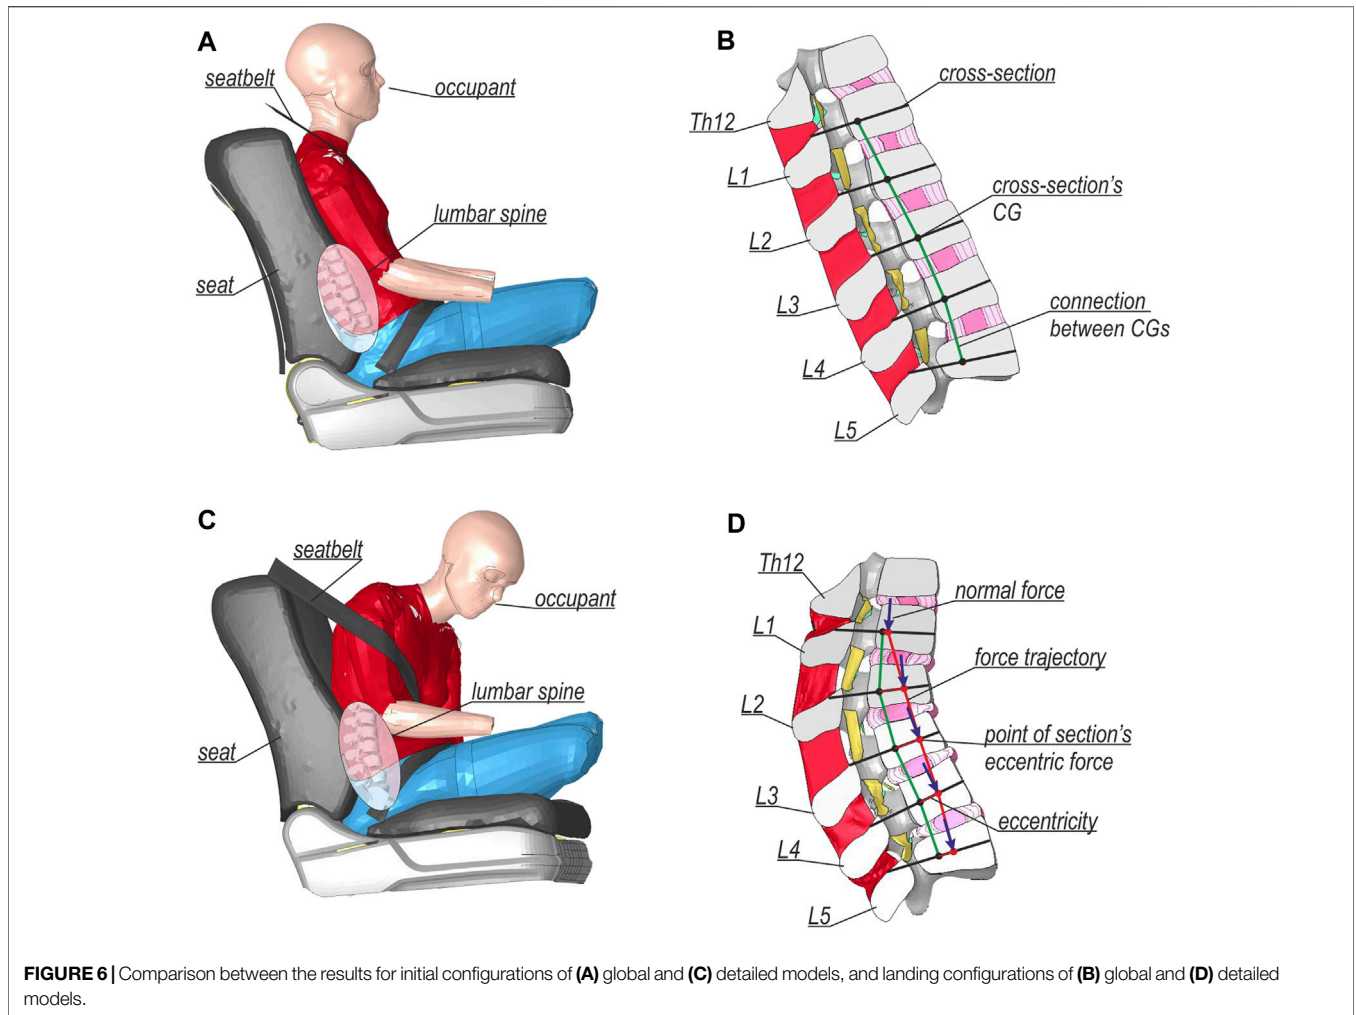 A
seatbelt
occupant
lumbar spine
seat
B
cross-section
Th12
L1
cross-section's
CG
L2
L3
connection
between CGs
L4
L5
C
seatbelt
occupant
lumbar spine
seat
D
Th12
normal force
L1
force trajectory
L2
point of section's
eccentric force
L3
eccentricity
L4
L5
FIGURE 6 | Comparison between the results for initial configurations of (A) global and (C) detailed models, and landing configurations of (B) global and (D) detailed
models.